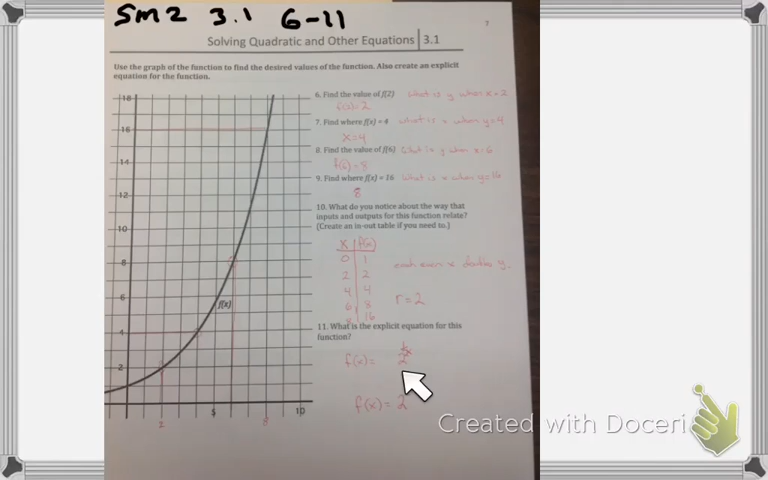 SM2 3.1 6-11
7
Solving Quadratic and Other Equations 3.1
Use the graph of the function to find the desired values of the function. Also create an explicit
equation for the function.
6. Find the value of f(2) What is y when x=2
f(2)=2
7. Find where f(x) = 4 what is x when y=4
x=4
8. Find the value of f(6) What is y when x=6
f(6)=8
9. Find where f(x) = 16 What is x when y=16
8
10. What do you notice about the way that
inputs and outputs for this function relate?
(Create an in-out table if you need to.)
x f(x)
0 1
2 2
4 4
6 8
8 16
each even x doubles y.
r=2
11. What is the explicit equation for this
function?
f(x)=
f(x)= 2
18
16
14
12
10
8
6
4
2
f(x)
5
10
2
8
Created with Doceri